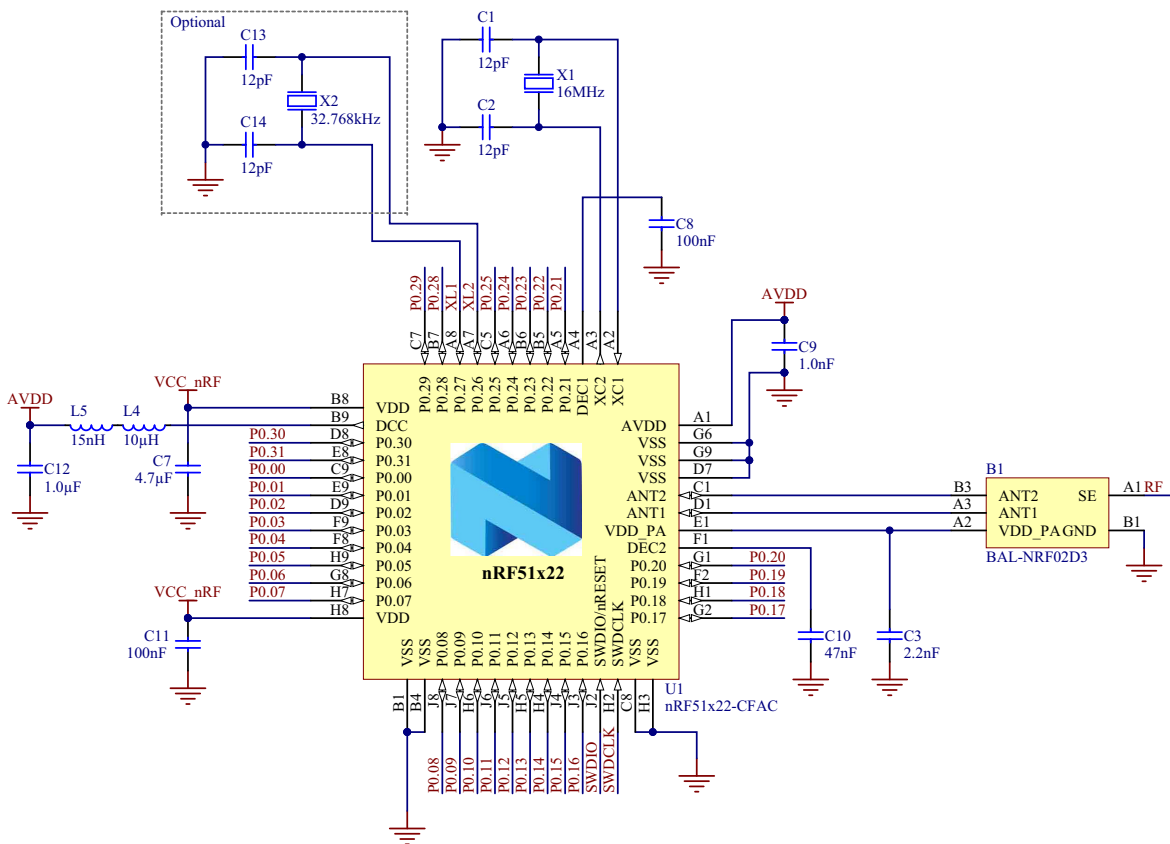 Optional
C13
12pF
X2
32.768kHz
C14
12pF
C1
12pF
X1
16MHz
C2
12pF
C8
100nF
P0.29
P0.28
XL1
XL2
P0.25
P0.24
P0.23
P0.22
P0.21
C7
B7
A8
A7
C5
A6
B6
B5
A5
A4
A3
A2
P0.29
P0.28
P0.27
P0.26
P0.25
P0.24
P0.23
P0.22
P0.21
DEC1
XC2
XC1
AVDD
C9
1.0nF
VCC_nRF
AVDD
L5
15nH
L4
10µH
C12
1.0µF
C7
4.7µF
B8 VDD
B9 DCC
P0.30 D8 P0.30
P0.31 E8 P0.31
P0.00 C9 P0.00
P0.01 E9 P0.01
P0.02 D9 P0.02
P0.03 F9 P0.03
P0.04 F8 P0.04
P0.05 H9 P0.05
P0.06 G8 P0.06
P0.07 H7 P0.07
VCC_nRF
H8 VDD
C11
100nF
nRF51x22
AVDD A1
VSS G6
VSS G9
VSS D7
ANT2 C1
ANT1 D1
VDD_PA E1
DEC2 F1
P0.20 G1 P0.20
P0.19 F2 P0.19
P0.18 H1 P0.18
P0.17 G2 P0.17
B1
B3 ANT2 SE A1 RF
A3 ANT1
A2 VDD_PA GND B1
BAL-NRF02D3
C10
47nF
C3
2.2nF
VSS
VSS
P0.08
P0.09
P0.10
P0.11
P0.12
P0.13
P0.14
P0.15
P0.16
SWDIO/nRESET
SWDCLK
VSS
VSS
U1
nRF51x22-CFAC
B1
B4
J8
J7
H6
J6
J5
H5
H4
J4
J3
J2
H2
C8
H3
P0.08
P0.09
P0.10
P0.11
P0.12
P0.13
P0.14
P0.15
P0.16
SWDIO
SWDCLK